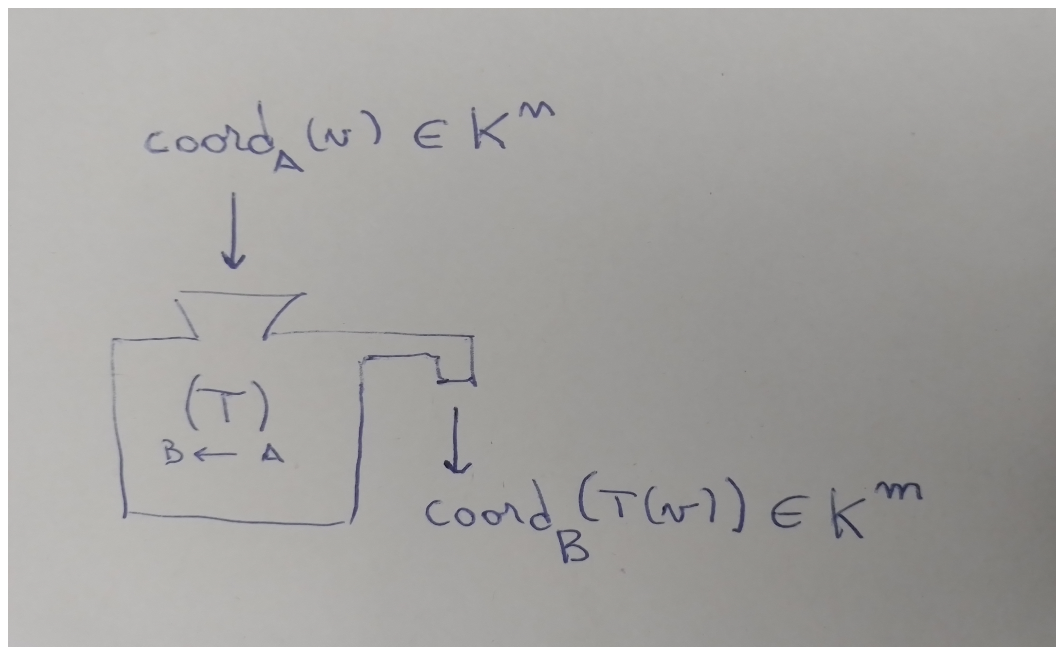 coord_A (v) ∈ K^n
(T)
B ← A
coord_B (T(v)) ∈ K^m